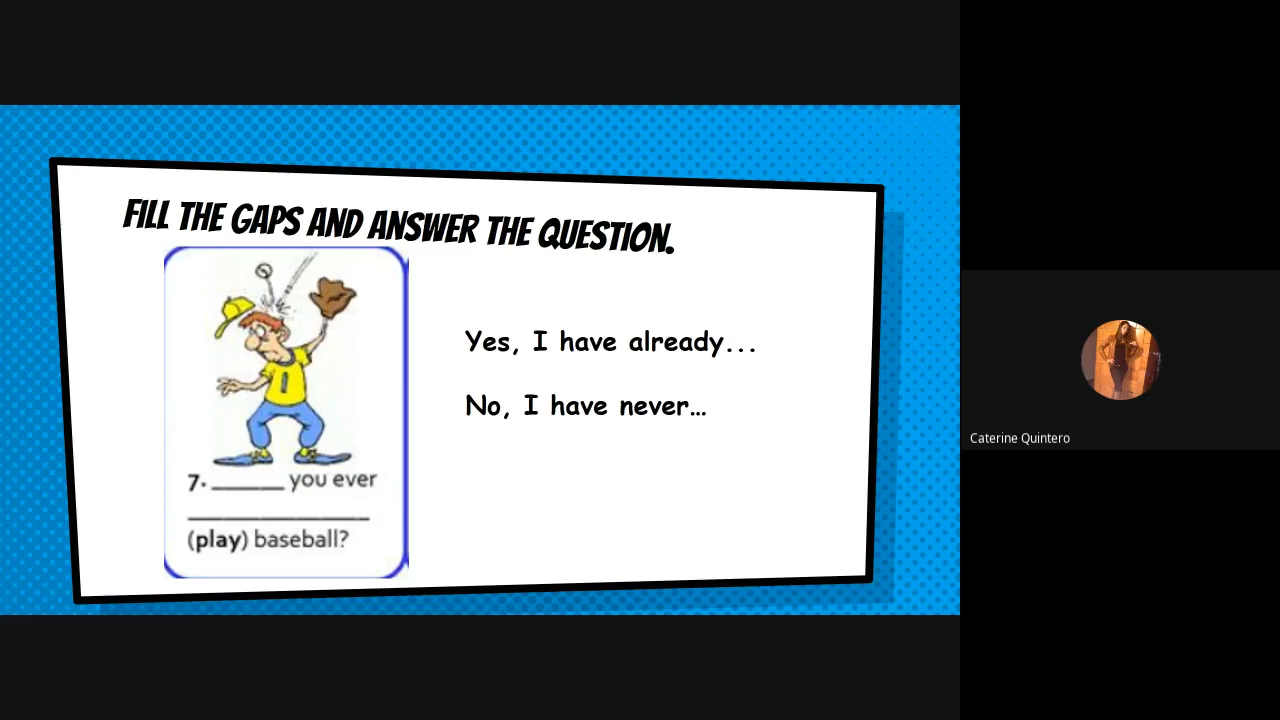 FILL THE GAPS AND ANSWER THE QUESTION.
7. ______ you ever
_______________
(play) baseball?
Yes, I have already...
No, I have never…
Caterine Quintero